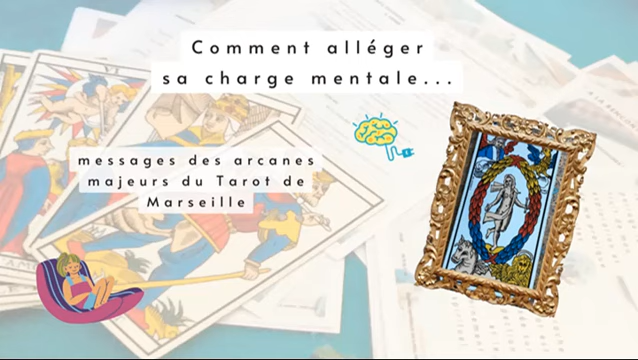 Comment alléger
sa charge mentale...
messages des arcanes
majeurs du Tarot de
Marseille